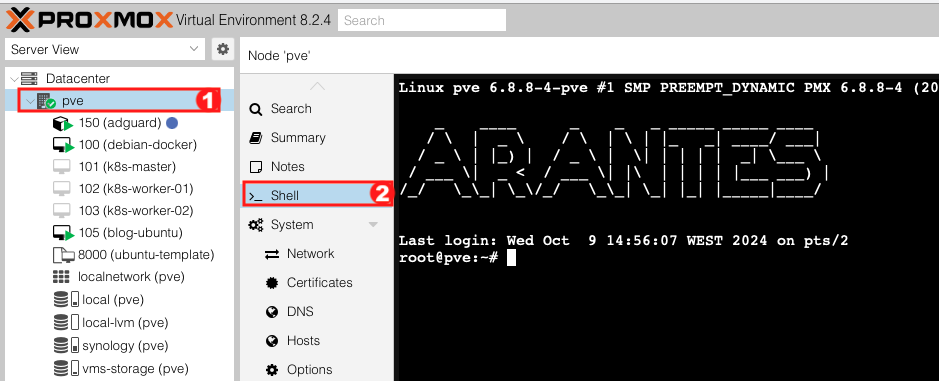 PROXMOX Virtual Environment 8.2.4 Search
Server View
Node 'pve'
Datacenter
pve 1
150 (adguard)
100 (debian-docker)
101 (k8s-master)
102 (k8s-worker-01)
103 (k8s-worker-02)
105 (blog-ubuntu)
8000 (ubuntu-template)
localnetwork (pve)
local (pve)
local-lvm (pve)
synology (pve)
vms-storage (pve)
Search
Summary
Notes
>_ Shell 2
System
Network
Certificates
DNS
Hosts
Options
Linux pve 6.8.8-4-pve #1 SMP PREEMPT_DYNAMIC PMX 6.8.8-4 (20
ARANTES
Last login: Wed Oct  9 14:56:07 WEST 2024 on pts/2
root@pve:~#